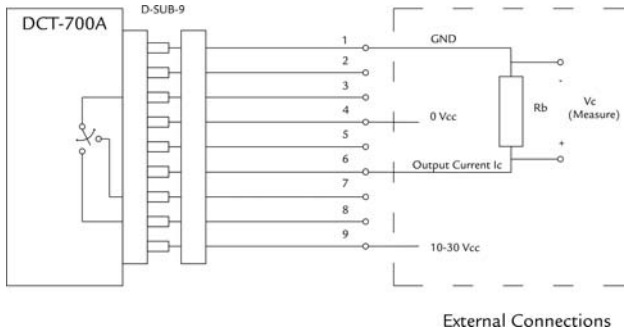 DCT-700A
D-SUB-9
1
GND
2
3
4
0 Vcc
5
6
Output Current Ic
7
8
9
10-30 Vcc
Rb
-
Vc
(Measure)
+
External Connections